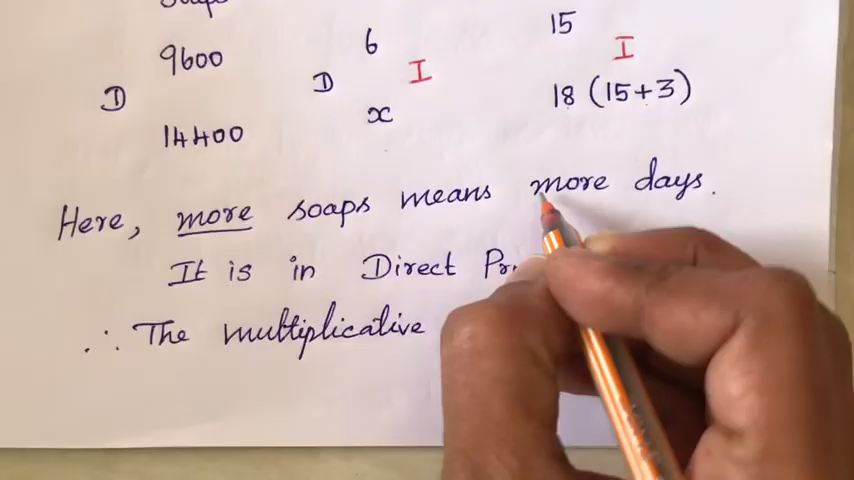 9600 6 15
D D I I
14400 x 18 (15+3)
Here, more soaps means more days.
It is in Direct
∴ The multiplicative